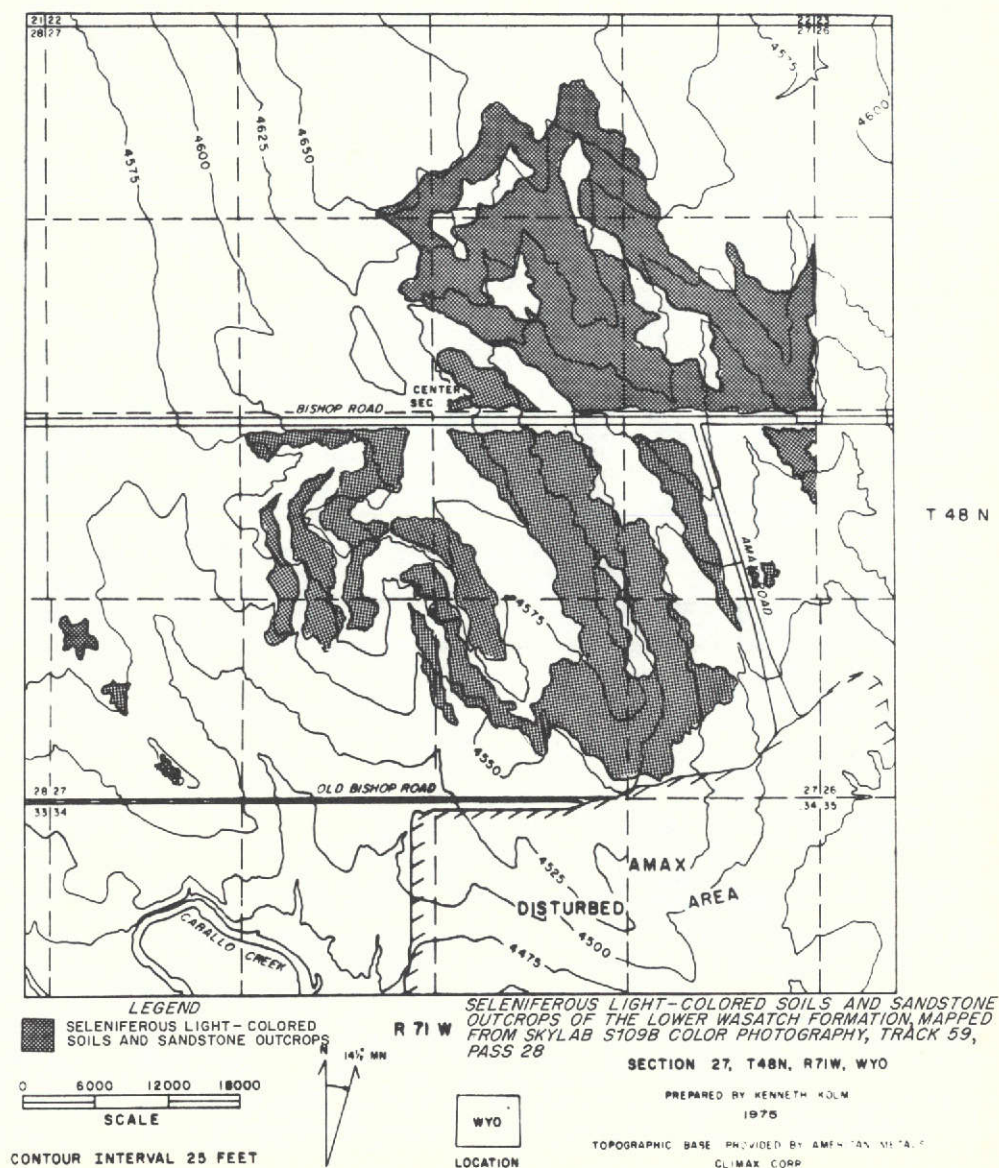 21 22
28 27
22 23
27 26
4575
4600
4650
4625
4600
4575
CENTER
SEC
BISHOP ROAD
T 48 N
AMAX ROAD
4575
4550
28 27
33 34
OLD BISHOP ROAD
27 26
34 35
AMAX
DISTURBED AREA
4525
4500
4475
CARALLO CREEK
LEGEND
SELENIFEROUS LIGHT-COLORED
SOILS AND SANDSTONE OUTCROPS
R 71 W
SELENIFEROUS LIGHT-COLORED SOILS AND SANDSTONE
OUTCROPS OF THE LOWER WASATCH FORMATION, MAPPED
FROM SKYLAB S109B COLOR PHOTOGRAPHY, TRACK 59,
PASS 28
SECTION 27, T48N, R71W, WYO
PREPARED BY KENNETH KOLM
1975
TOPOGRAPHIC BASE PROVIDED BY AMERICAN METALS
CLIMAX CORP
N
14½° MN
0 6000 12000 18000
SCALE
CONTOUR INTERVAL 25 FEET
WYO
LOCATION